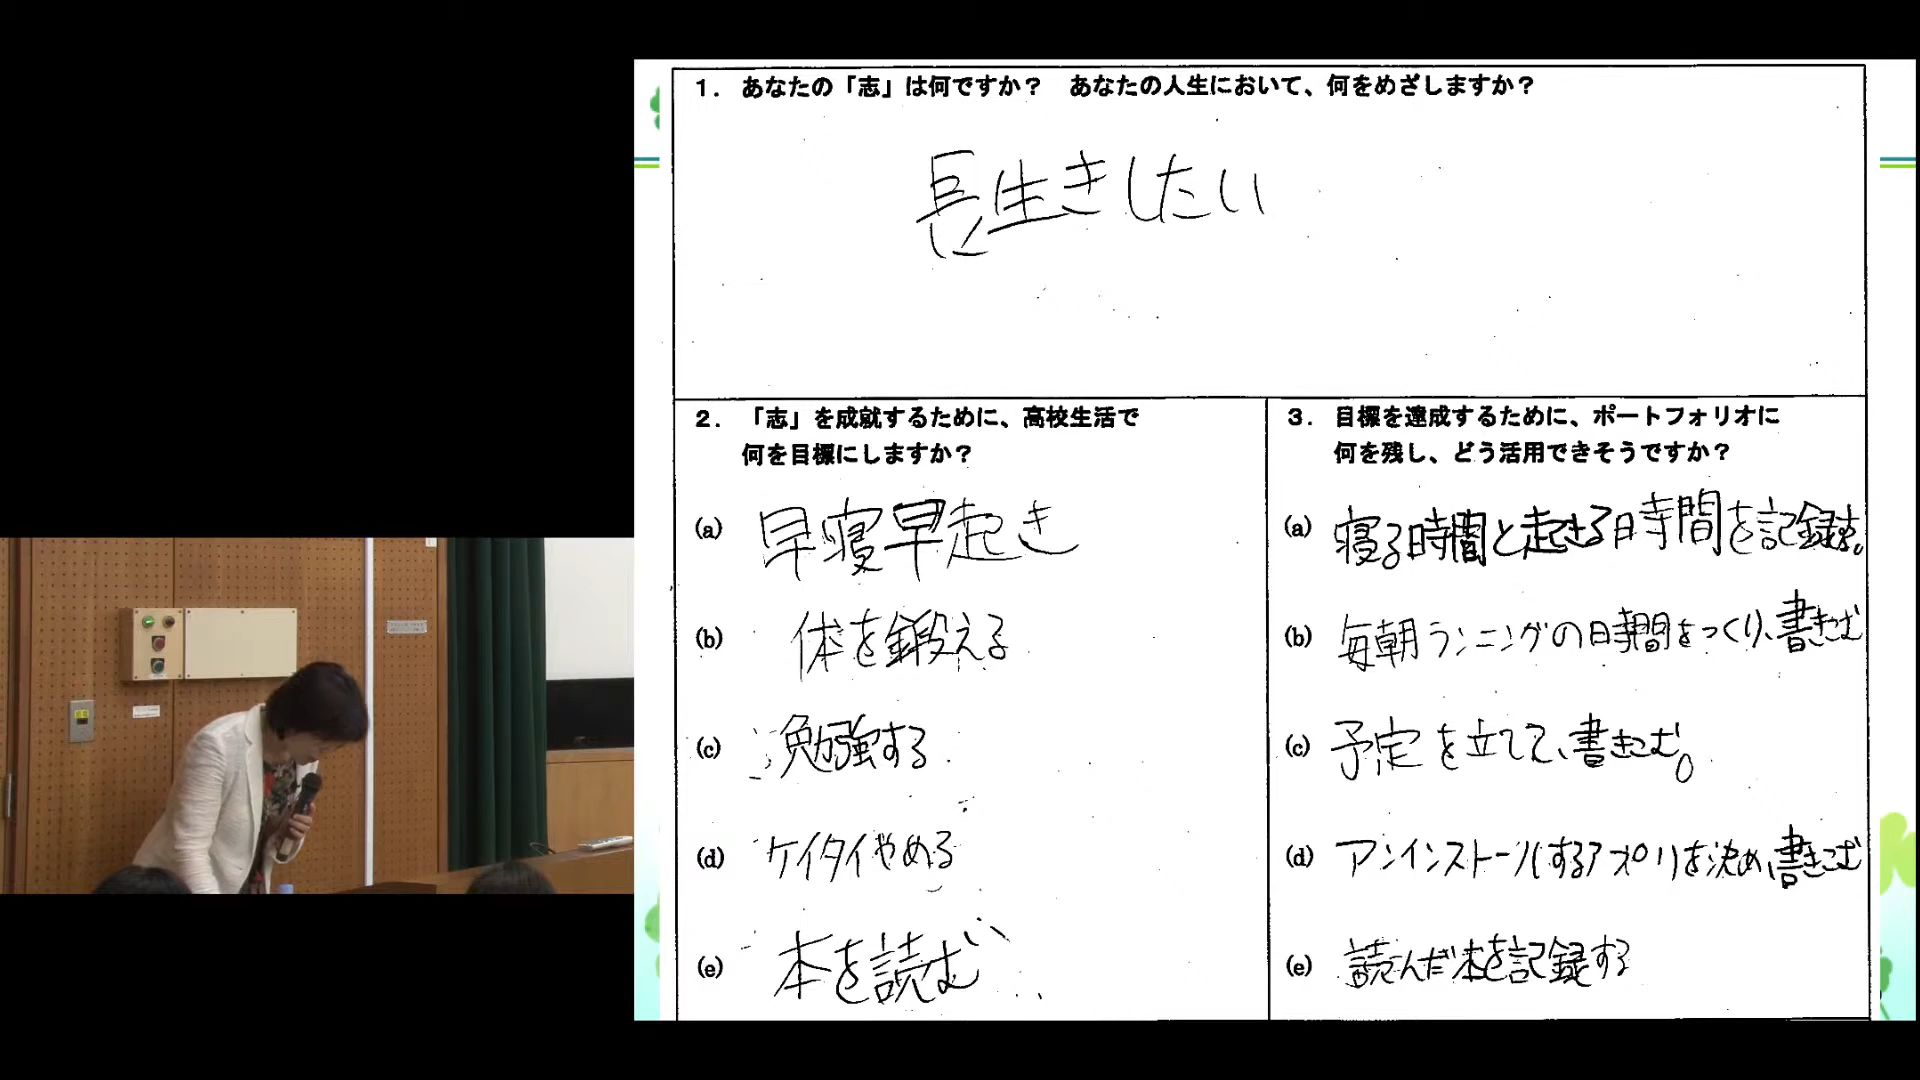 1. あなたの「志」は何ですか？ あなたの人生において、何をめざしますか？
長生きしたい
2. 「志」を成就するために、高校生活で
何を目標にしますか？
(a) 早寝早起き
(b) 体を鍛える
(c) 勉強する
(d) ケイタイやめる
(e) 本を読む
3. 目標を達成するために、ポートフォリオに
何を残し、どう活用できそうですか？
(a) 寝る時間と起きる時間を記録を。
(b) 毎朝ランニングの時間をつくり、書きこむ
(c) 予定を立てて、書きこむ。
(d) アンインストールするアプリを決め、書きこむ
(e) 読んだ本を記録する